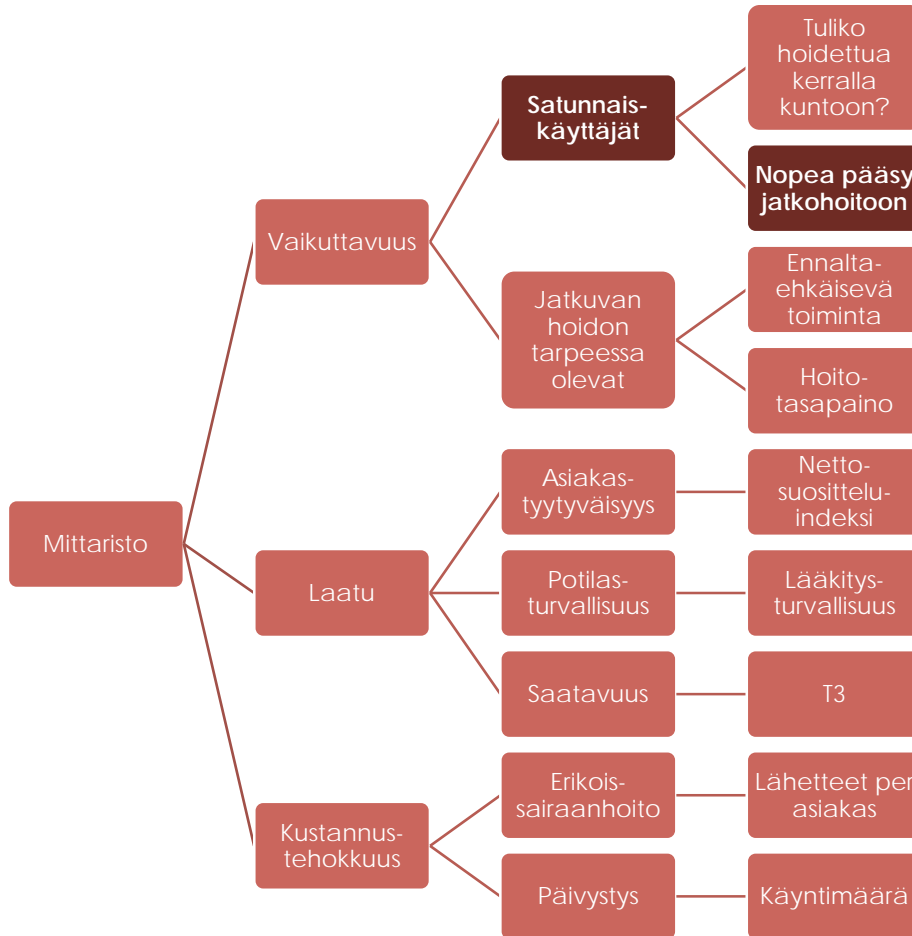 Tuliko
hoidettua
kerralla
kuntoon?
Satunnais-
käyttäjät
Nopea pääsy
jatkohoitoon
Vaikuttavuus
Ennalta-
ehkäisevä
toiminta
Jatkuvan
hoidon
tarpeessa
olevat
Hoito-
tasapaino
Mittaristo
Laatu
Asiakas-
tyytyväisyys
Netto-
suosittelu-
indeksi
Potilas-
turvallisuus
Lääkitys-
turvallisuus
Saatavuus
T3
Kustannus-
tehokkuus
Erikois-
sairaanhoito
Lähetteet per
asiakas
Päivystys
Käyntimäärä